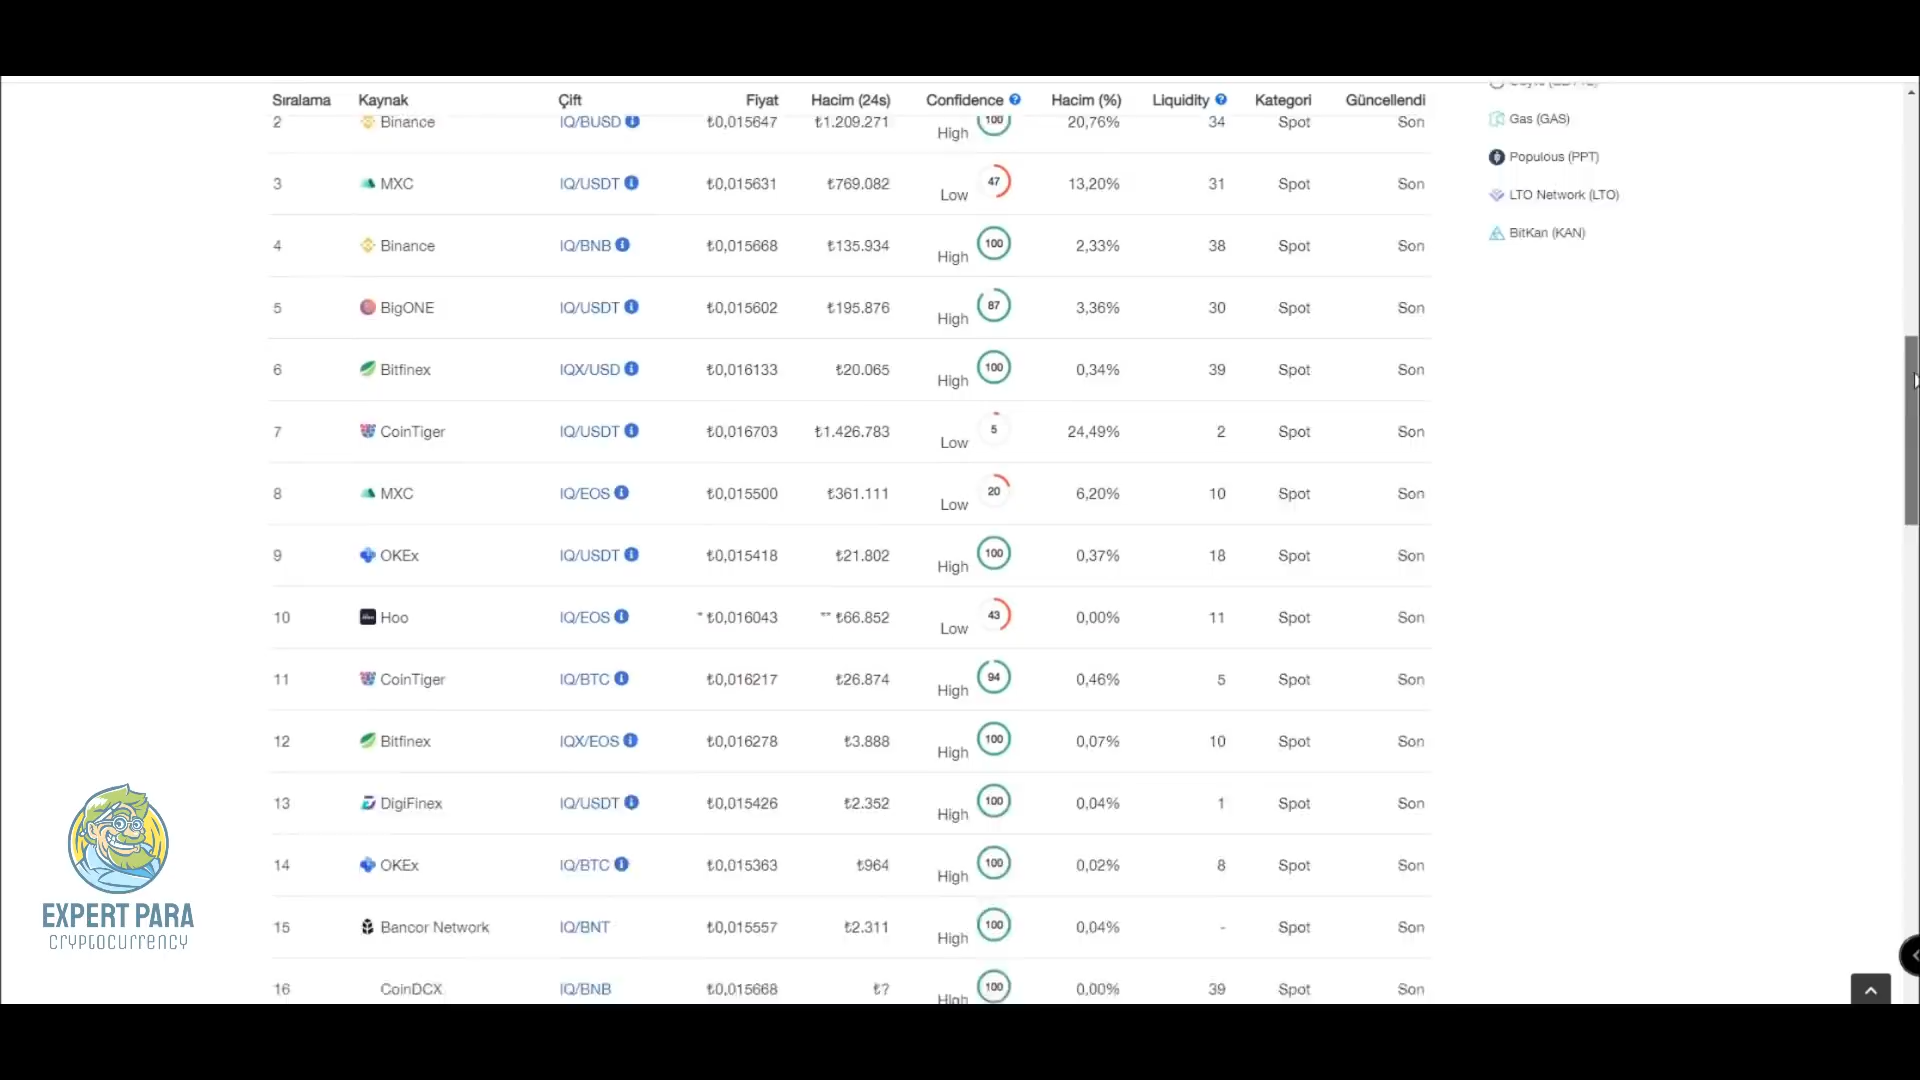 Sıralama Kaynak Çift Fiyat Hacim (24s) Confidence Hacim (%) Liquidity Kategori Güncellendi
2 Binance IQ/BUSD ₺0,015647 ₺1.209.271 High 100 20,76% 34 Spot Son
3 MXC IQ/USDT ₺0,015631 ₺769.082 Low 47 13,20% 31 Spot Son
4 Binance IQ/BNB ₺0,015668 ₺135.934 High 100 2,33% 38 Spot Son
5 BigONE IQ/USDT ₺0,015602 ₺195.876 High 87 3,36% 30 Spot Son
6 Bitfinex IQX/USD ₺0,016133 ₺20.065 High 100 0,34% 39 Spot Son
7 CoinTiger IQ/USDT ₺0,016703 ₺1.426.783 Low 5 24,49% 2 Spot Son
8 MXC IQ/EOS ₺0,015500 ₺361.111 Low 20 6,20% 10 Spot Son
9 OKEx IQ/USDT ₺0,015418 ₺21.802 High 100 0,37% 18 Spot Son
10 Hoo IQ/EOS * ₺0,016043 ** ₺66.852 Low 43 0,00% 11 Spot Son
11 CoinTiger IQ/BTC ₺0,016217 ₺26.874 High 94 0,46% 5 Spot Son
12 Bitfinex IQX/EOS ₺0,016278 ₺3.888 High 100 0,07% 10 Spot Son
13 DigiFinex IQ/USDT ₺0,015426 ₺2.352 High 100 0,04% 1 Spot Son
14 OKEx IQ/BTC ₺0,015363 ₺964 High 100 0,02% 8 Spot Son
15 Bancor Network IQ/BNT ₺0,015557 ₺2.311 High 100 0,04% - Spot Son
16 CoinDCX IQ/BNB ₺0,015668 ₺? High 100 0,00% 39 Spot Son
Gas (GAS)
Populous (PPT)
LTO Network (LTO)
BitKan (KAN)
EXPERT PARA
CRYPTOCURRENCY